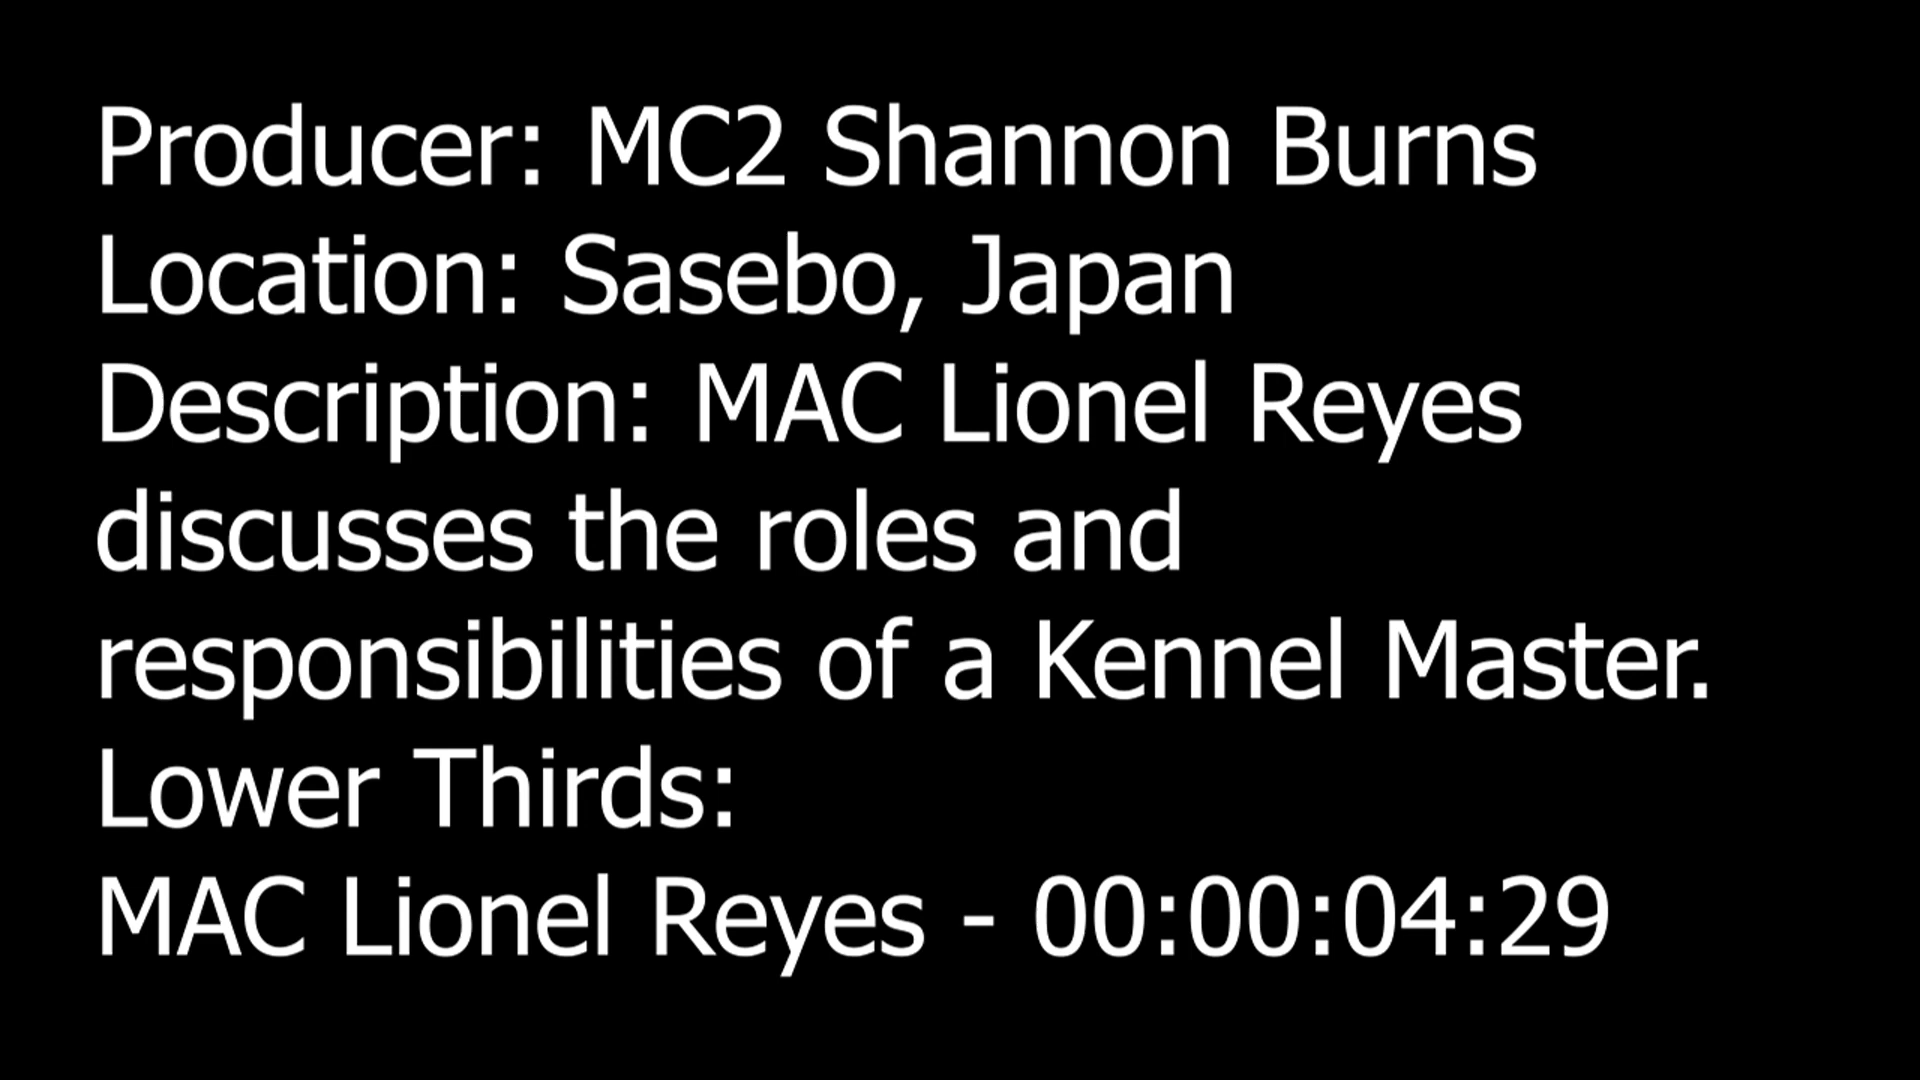 Producer: MC2 Shannon Burns
Location: Sasebo, Japan
Description: MAC Lionel Reyes
discusses the roles and
responsibilities of a Kennel Master.
Lower Thirds:
MAC Lionel Reyes - 00:00:04:29